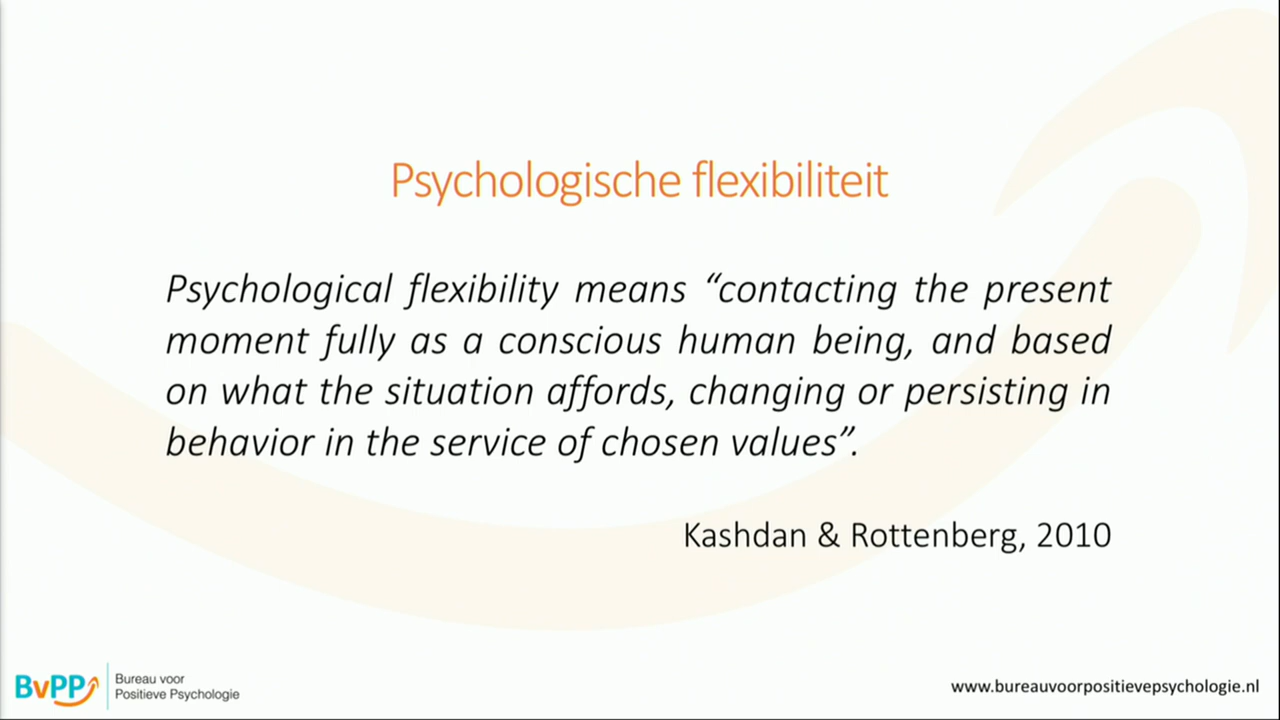 Psychologische flexibiliteit
Psychological flexibility means “contacting the present
moment fully as a conscious human being, and based
on what the situation affords, changing or persisting in
behavior in the service of chosen values”.
Kashdan & Rottenberg, 2010
BvPP
Bureau voor
Positieve Psychologie
www.bureauvoorpositievepsychologie.nl